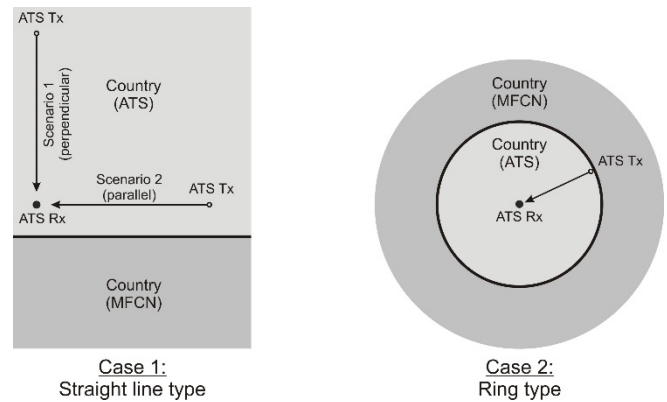 ATS Tx
Country
(ATS)
Scenario 1
(perpendicular)
Scenario 2
(parallel)
ATS Tx
ATS Rx
Country
(MFCN)
Case 1:
Straight line type
Country
(MFCN)
Country
(ATS)
ATS Tx
ATS Rx
Case 2:
Ring type